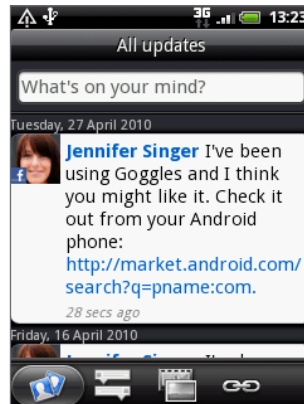 3G 13:23
All updates
What's on your mind?
Tuesday, 27 April 2010
Jennifer Singer I've been
using Goggles and I think
you might like it. Check it
out from your Android
phone:
http://market.android.com/
search?q=pname:com.
28 secs ago
Friday, 16 April 2010